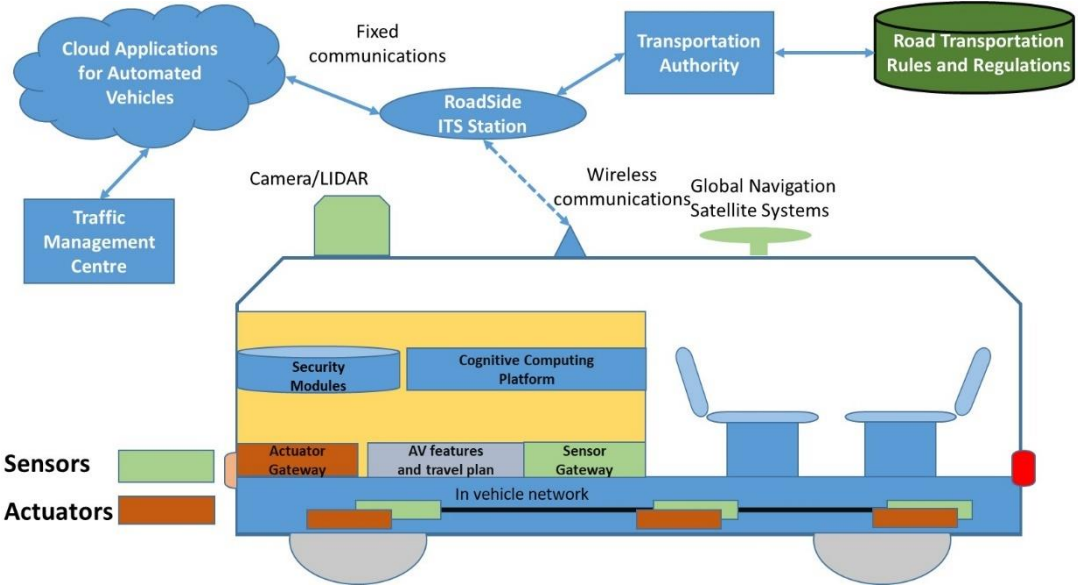 Cloud Applications
for Automated
Vehicles
Fixed
communications
Transportation
Authority
Road Transportation
Rules and Regulations
RoadSide
ITS Station
Camera/LIDAR
Wireless
communications
Global Navigation
Satellite Systems
Traffic
Management
Centre
Security
Modules
Cognitive Computing
Platform
Actuator
Gateway
AV features
and travel plan
Sensor
Gateway
Sensors
Actuators
In vehicle network